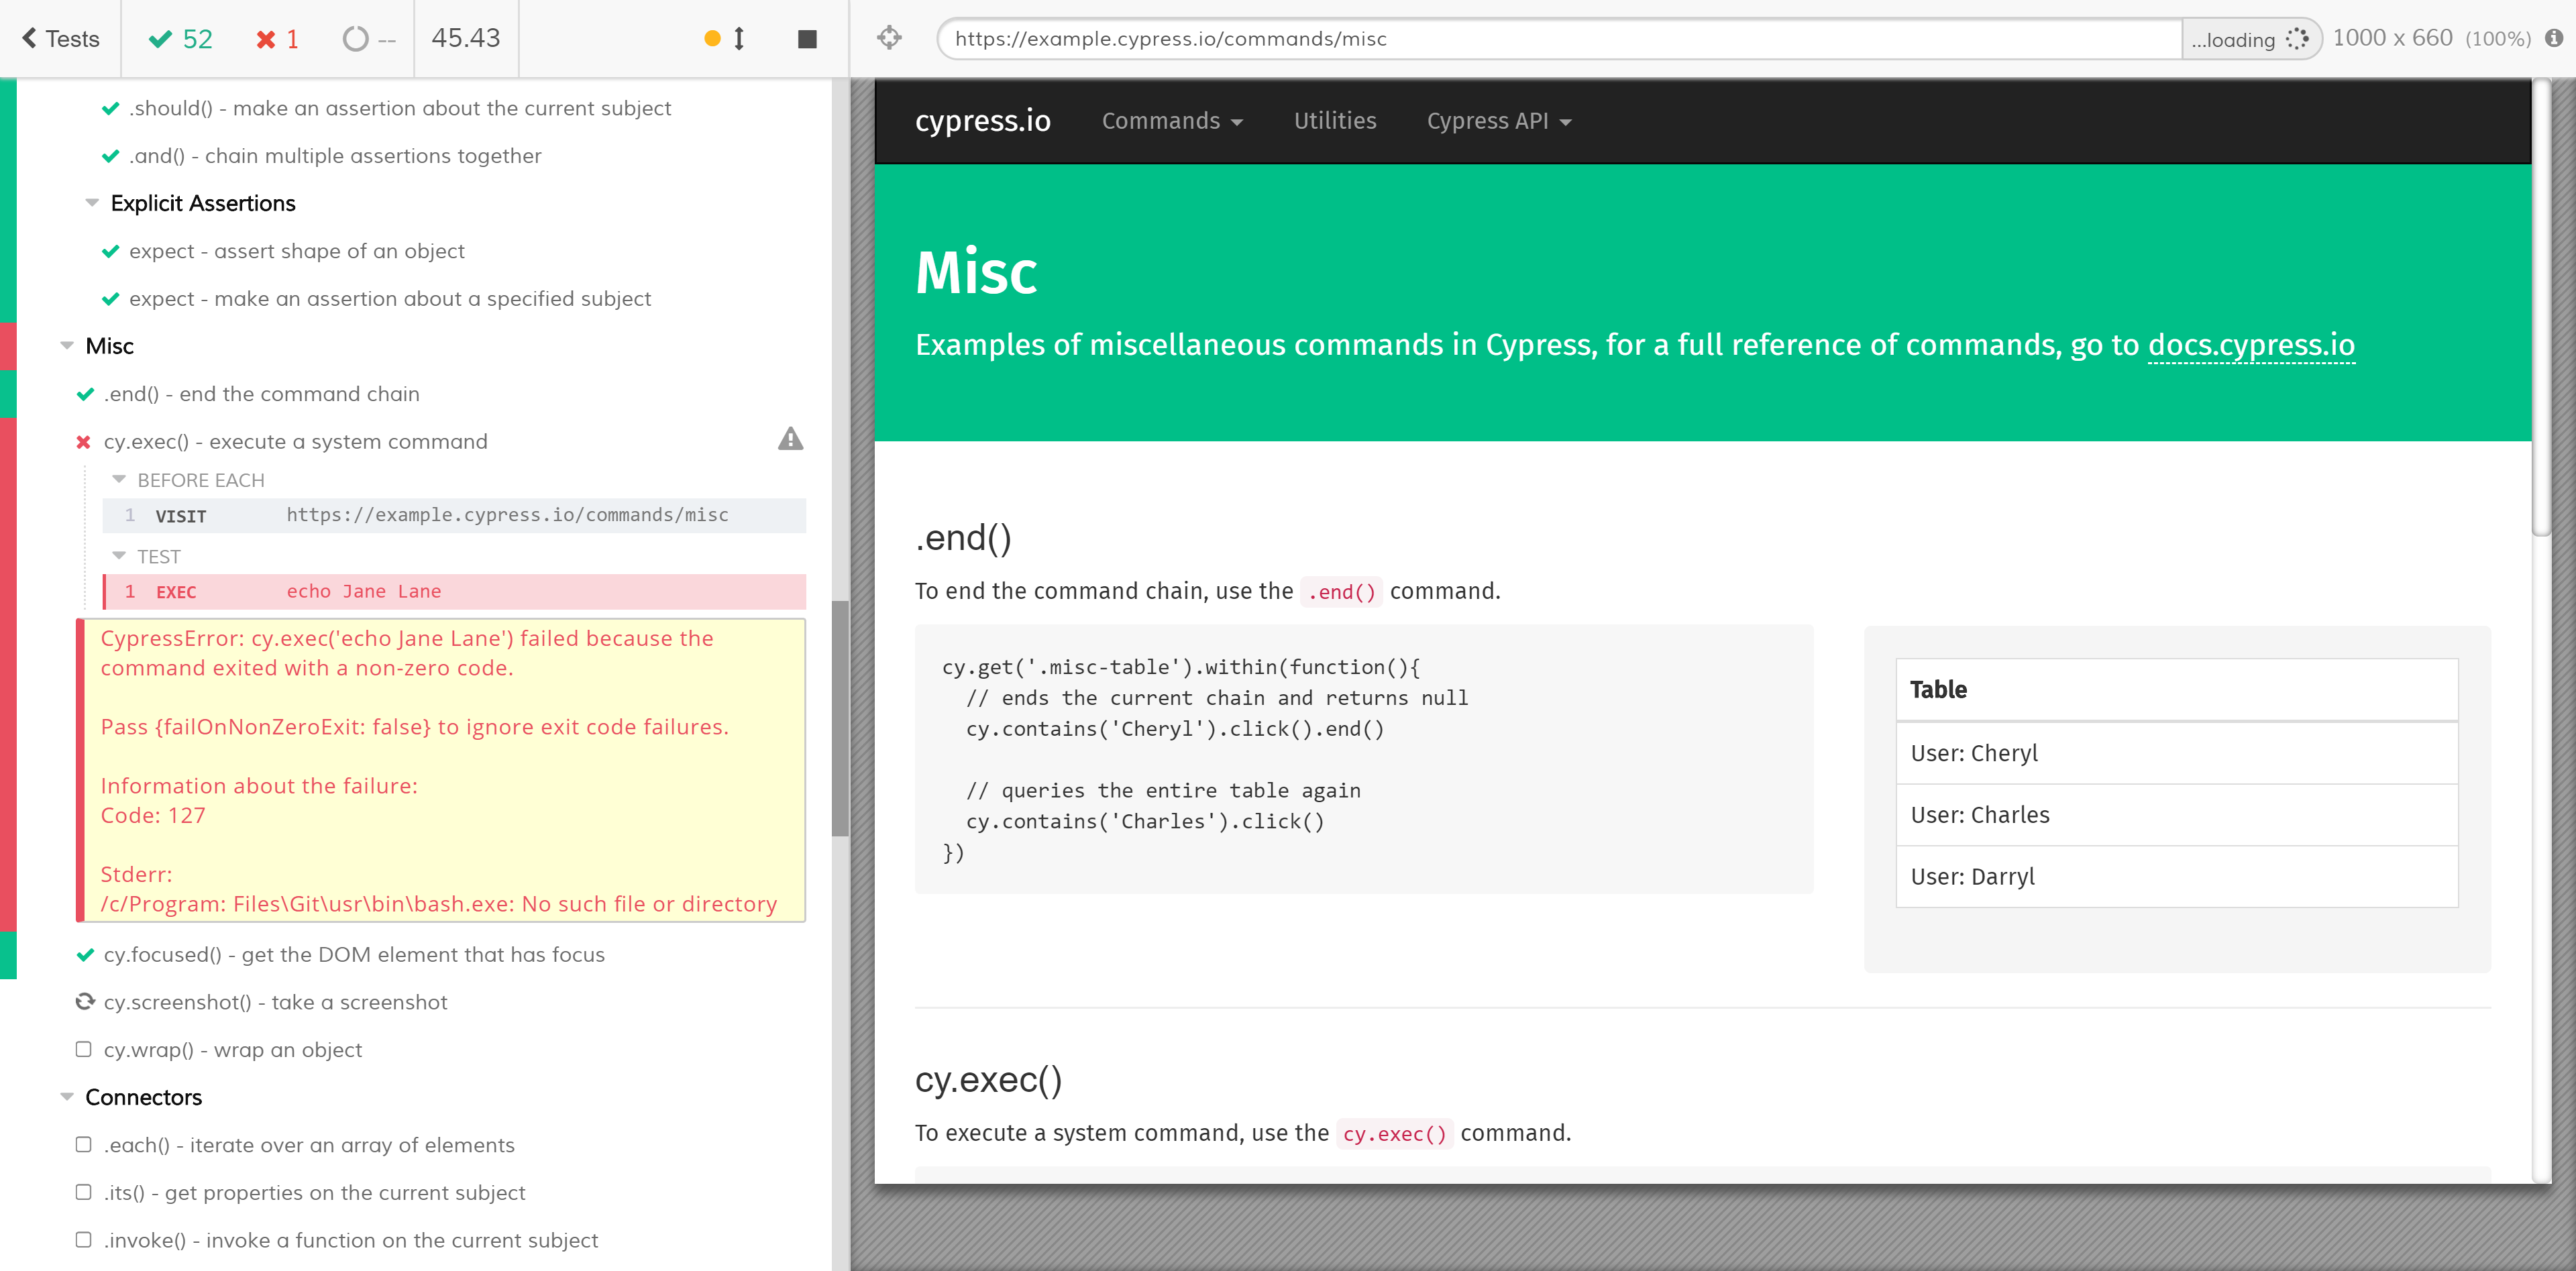 Tests
52
1
--
45.43
.should() - make an assertion about the current subject
.and() - chain multiple assertions together
Explicit Assertions
expect - assert shape of an object
expect - make an assertion about a specified subject
Misc
.end() - end the command chain
cy.exec() - execute a system command
BEFORE EACH
1 VISIT https://example.cypress.io/commands/misc
TEST
1 EXEC echo Jane Lane
CypressError: cy.exec('echo Jane Lane') failed because the
command exited with a non-zero code.
Pass {failOnNonZeroExit: false} to ignore exit code failures.
Information about the failure:
Code: 127
Stderr:
/c/Program: Files\Git\usr\bin\bash.exe: No such file or directory
cy.focused() - get the DOM element that has focus
cy.screenshot() - take a screenshot
cy.wrap() - wrap an object
Connectors
.each() - iterate over an array of elements
.its() - get properties on the current subject
.invoke() - invoke a function on the current subject
https://example.cypress.io/commands/misc
...loading
1000 x 660 (100%)
cypress.io
Commands
Utilities
Cypress API
Misc
Examples of miscellaneous commands in Cypress, for a full reference of commands, go to docs.cypress.io
.end()
To end the command chain, use the .end() command.
cy.get('.misc-table').within(function(){
// ends the current chain and returns null
cy.contains('Cheryl').click().end()
// queries the entire table again
cy.contains('Charles').click()
})
Table
User: Cheryl
User: Charles
User: Darryl
cy.exec()
To execute a system command, use the cy.exec() command.